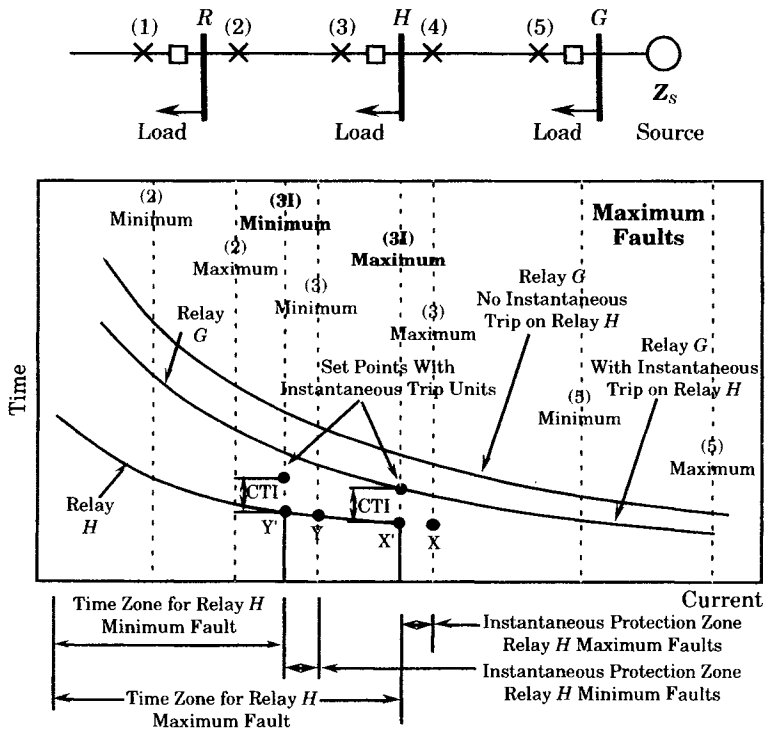 R
H
G
(1)
(2)
(3)
(4)
(5)
Load
Load
Load
Zs
Source
(2)
Minimum
(2)
Maximum
(3I)
Minimum
(3)
Minimum
(3I)
Maximum
(3)
Maximum
Maximum
Faults
Relay G
No Instantaneous
Trip on Relay H
Relay G
With Instantaneous
Trip on Relay H
Relay
G
Set Points With
Instantaneous Trip Units
(5)
Minimum
(5)
Maximum
Time
Relay
H
CTI
CTI
Y'
Y
X'
X
Current
Time Zone for Relay H
Minimum Fault
Instantaneous Protection Zone
Relay H Maximum Faults
Instantaneous Protection Zone
Relay H Minimum Faults
Time Zone for Relay H
Maximum Fault